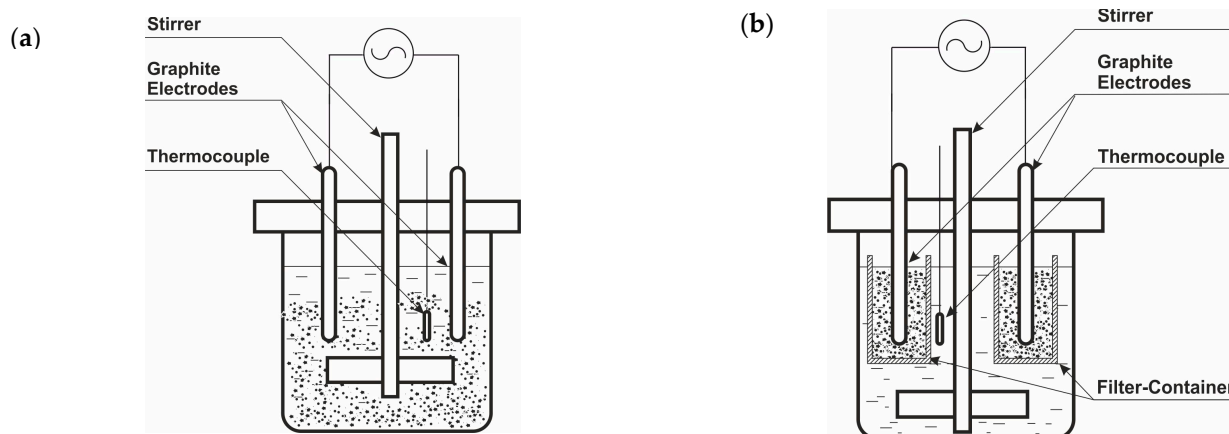 (a)
Stirrer
Graphite
Electrodes
Thermocouple
(b)
Stirrer
Graphite
Electrodes
Thermocouple
Filter-Container